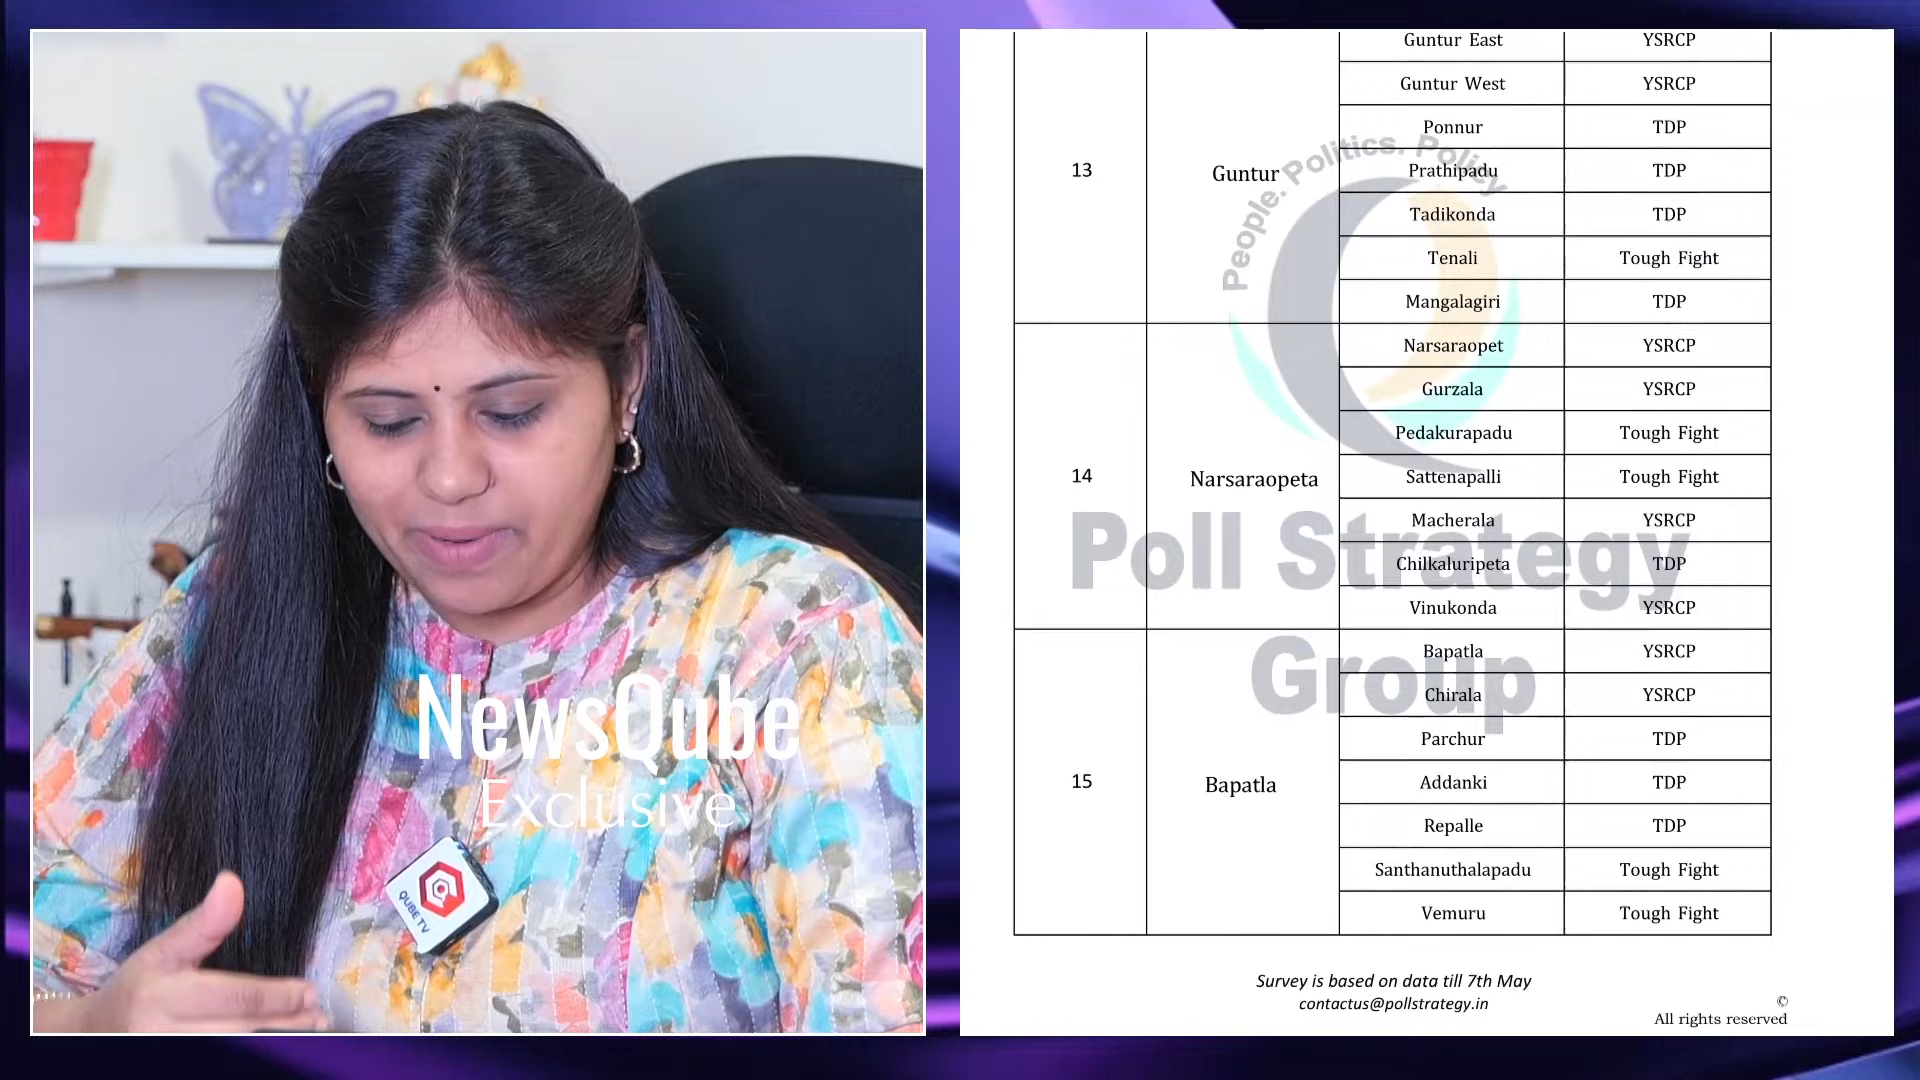 NewsQube
Exclusive
QUBE TV
Guntur East YSRCP
Guntur West YSRCP
Ponnur TDP
13 Guntur Prathipadu TDP
Tadikonda TDP
Tenali Tough Fight
Mangalagiri TDP
Narsaraopet YSRCP
Gurzala YSRCP
Pedakurapadu Tough Fight
14 Narsaraopeta Sattenapalli Tough Fight
Macherala YSRCP
Chilkaluripeta TDP
Vinukonda YSRCP
Bapatla YSRCP
Chirala YSRCP
Parchur TDP
15 Bapatla Addanki TDP
Repalle TDP
Santhanuthalapadu Tough Fight
Vemuru Tough Fight
People. Politics. Policy
Poll Strategy
Group
Survey is based on data till 7th May
contactus@pollstrategy.in
©
All rights reserved